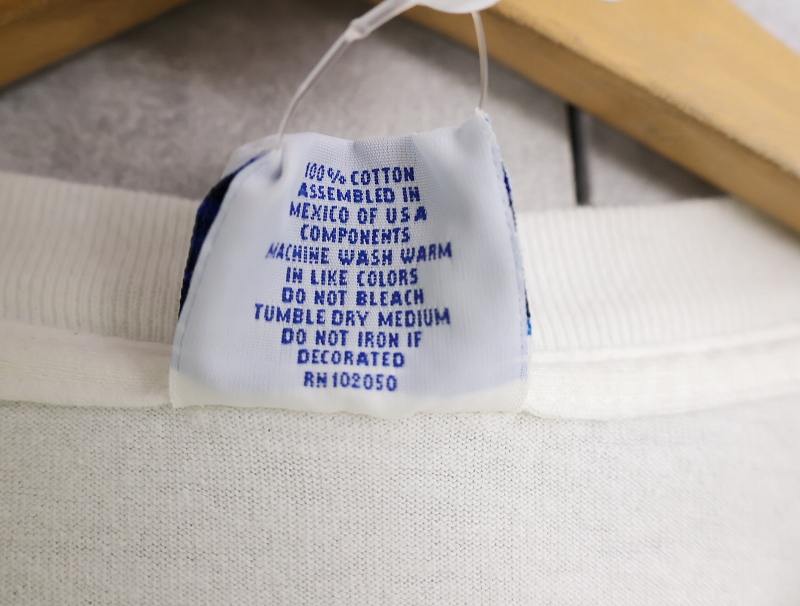 100% COTTON
ASSEMBLED IN
MEXICO OF USA
COMPONENTS
MACHINE WASH WARM
IN LIKE COLORS
DO NOT BLEACH
TUMBLE DRY MEDIUM
DO NOT IRON IF
DECORATED
RN102050